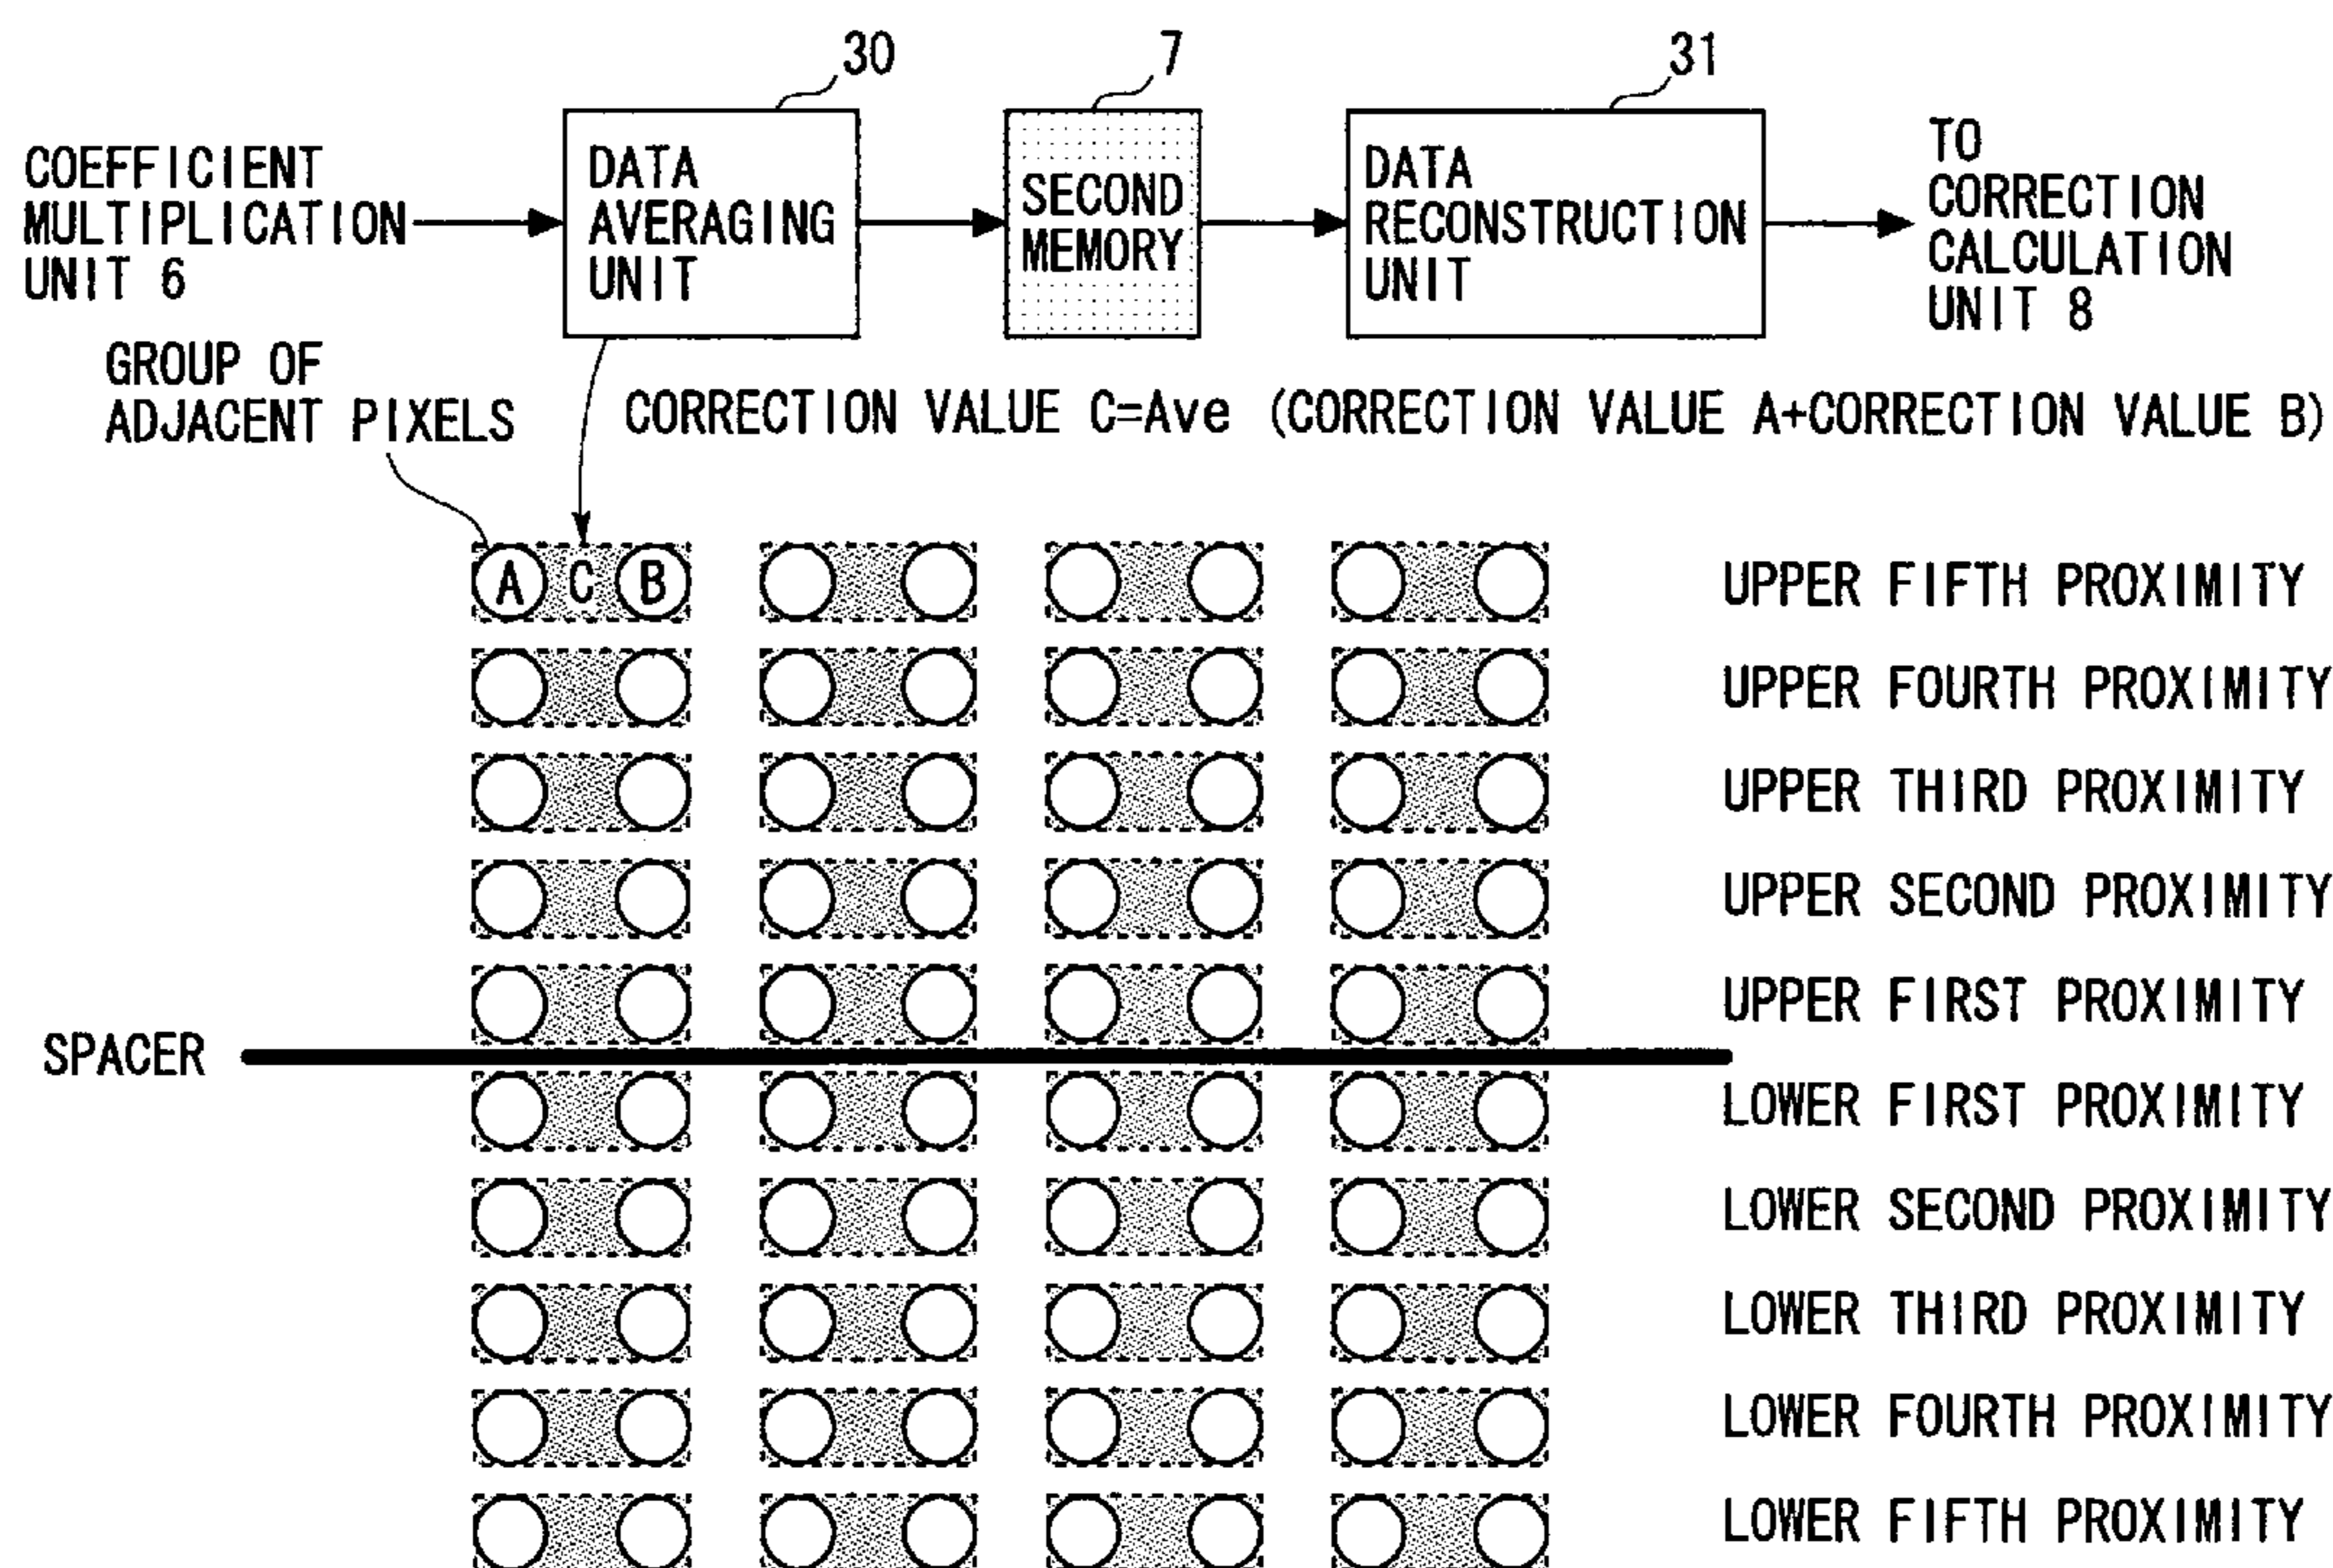 30
7
31
COEFFICIENT
MULTIPLICATION
UNIT 6
DATA
AVERAGING
UNIT
SECOND
MEMORY
DATA
RECONSTRUCTION
UNIT
TO
CORRECTION
CALCULATION
UNIT 8
GROUP OF
ADJACENT PIXELS
CORRECTION VALUE C=Ave (CORRECTION VALUE A+CORRECTION VALUE B)
A C B
UPPER FIFTH PROXIMITY
UPPER FOURTH PROXIMITY
UPPER THIRD PROXIMITY
UPPER SECOND PROXIMITY
UPPER FIRST PROXIMITY
SPACER
LOWER FIRST PROXIMITY
LOWER SECOND PROXIMITY
LOWER THIRD PROXIMITY
LOWER FOURTH PROXIMITY
LOWER FIFTH PROXIMITY